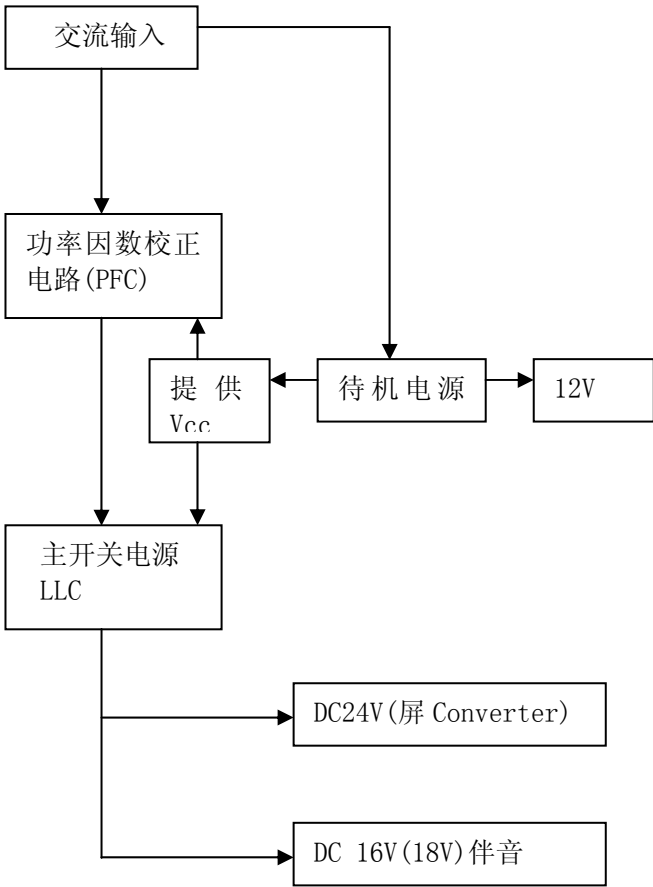 交流输入
功率因数校正
电路(PFC)
提供
Vcc
待机电源
12V
主开关电源
LLC
DC24V(屏 Converter)
DC 16V(18V)伴音